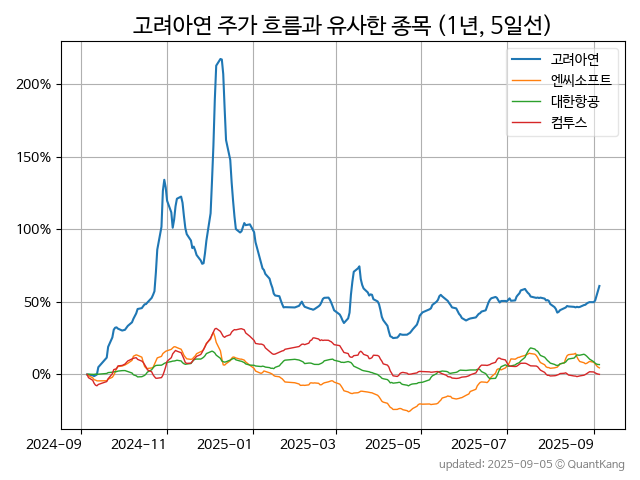 고려아연 주가 흐름과 유사한 종목 (1년, 5일선)
고려아연
엔씨소프트
대한항공
컴투스
200%
150%
100%
50%
0%
2024-09 2024-11 2025-01 2025-03 2025-05 2025-07 2025-09
updated: 2025-09-05 © QuantKang